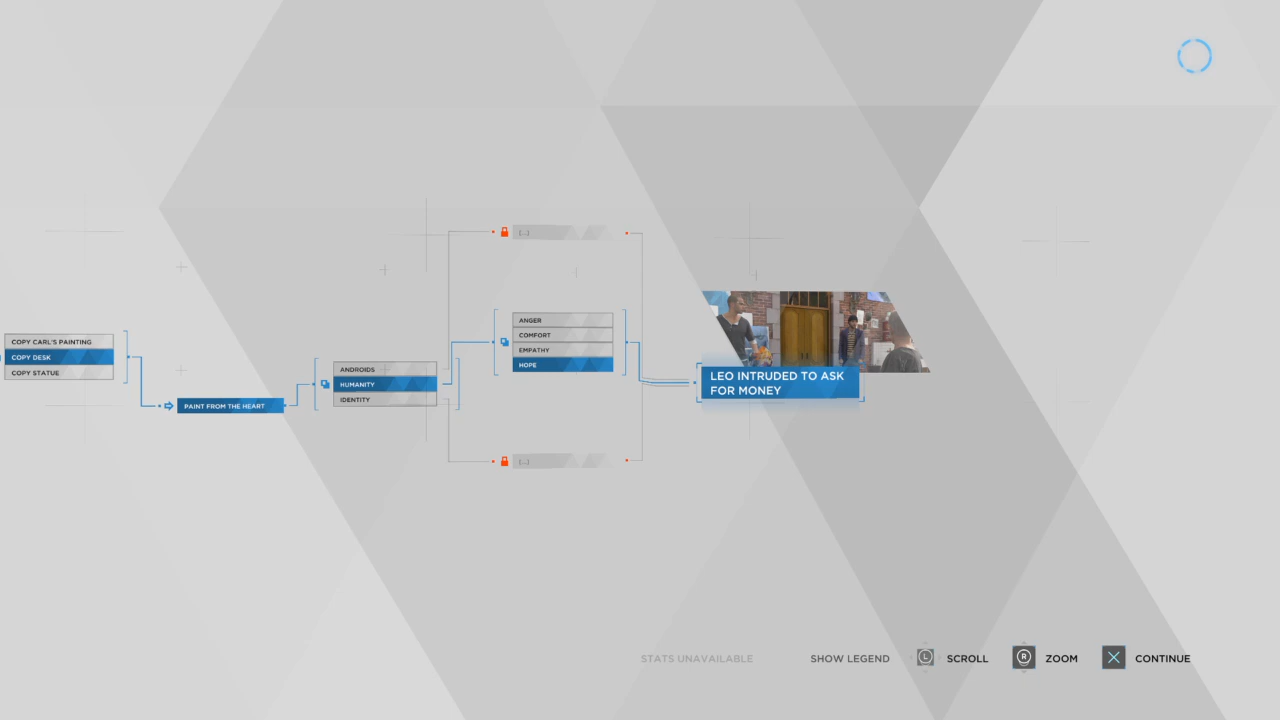 COPY CARL'S PAINTING
COPY DESK
COPY STATUE
PAINT FROM THE HEART
ANDROIDS
HUMANITY
IDENTITY
(...)
ANGER
COMFORT
EMPATHY
HOPE
(...)
LEO INTRUDED TO ASK
FOR MONEY
STATS UNAVAILABLE
SHOW LEGEND
L
SCROLL
R
ZOOM
CONTINUE